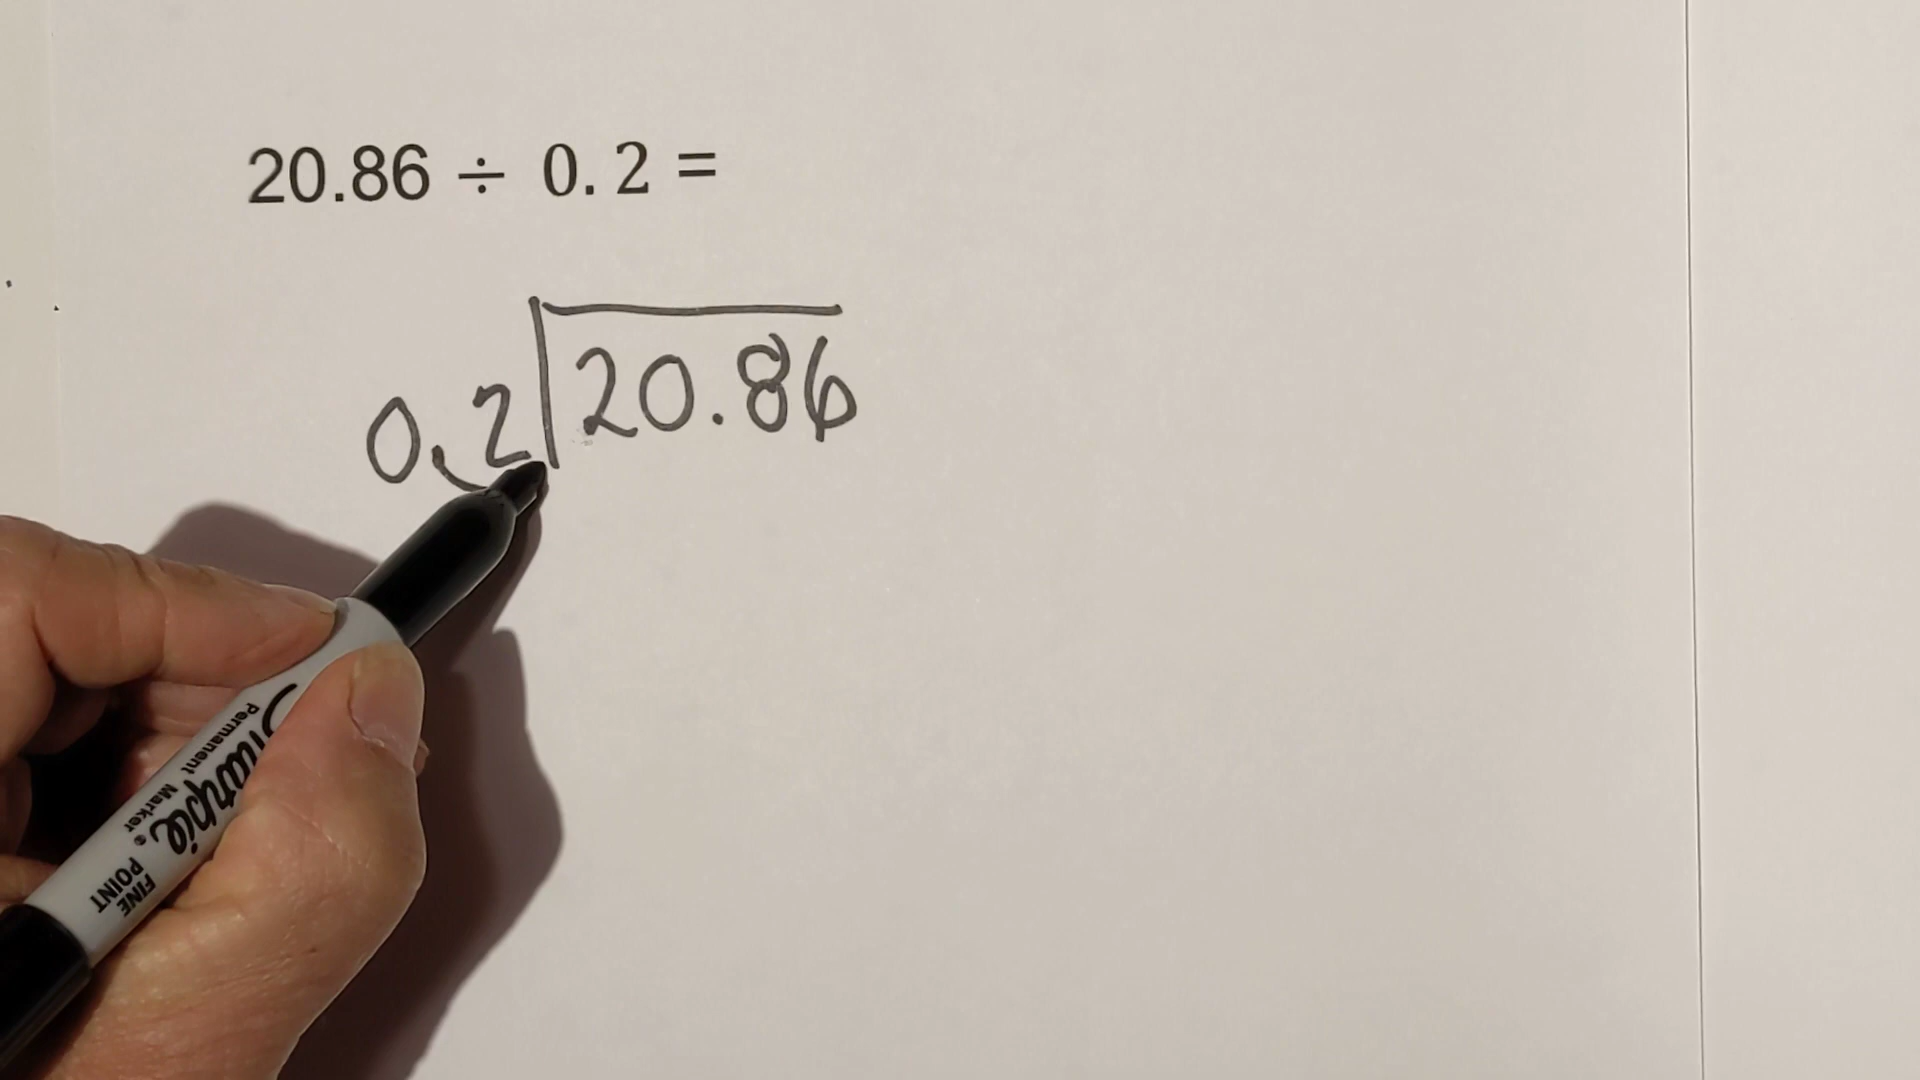 20.86 ÷ 0.2 =
0.2 20.86
Sharpie®
Permanent Marker
FINE POINT